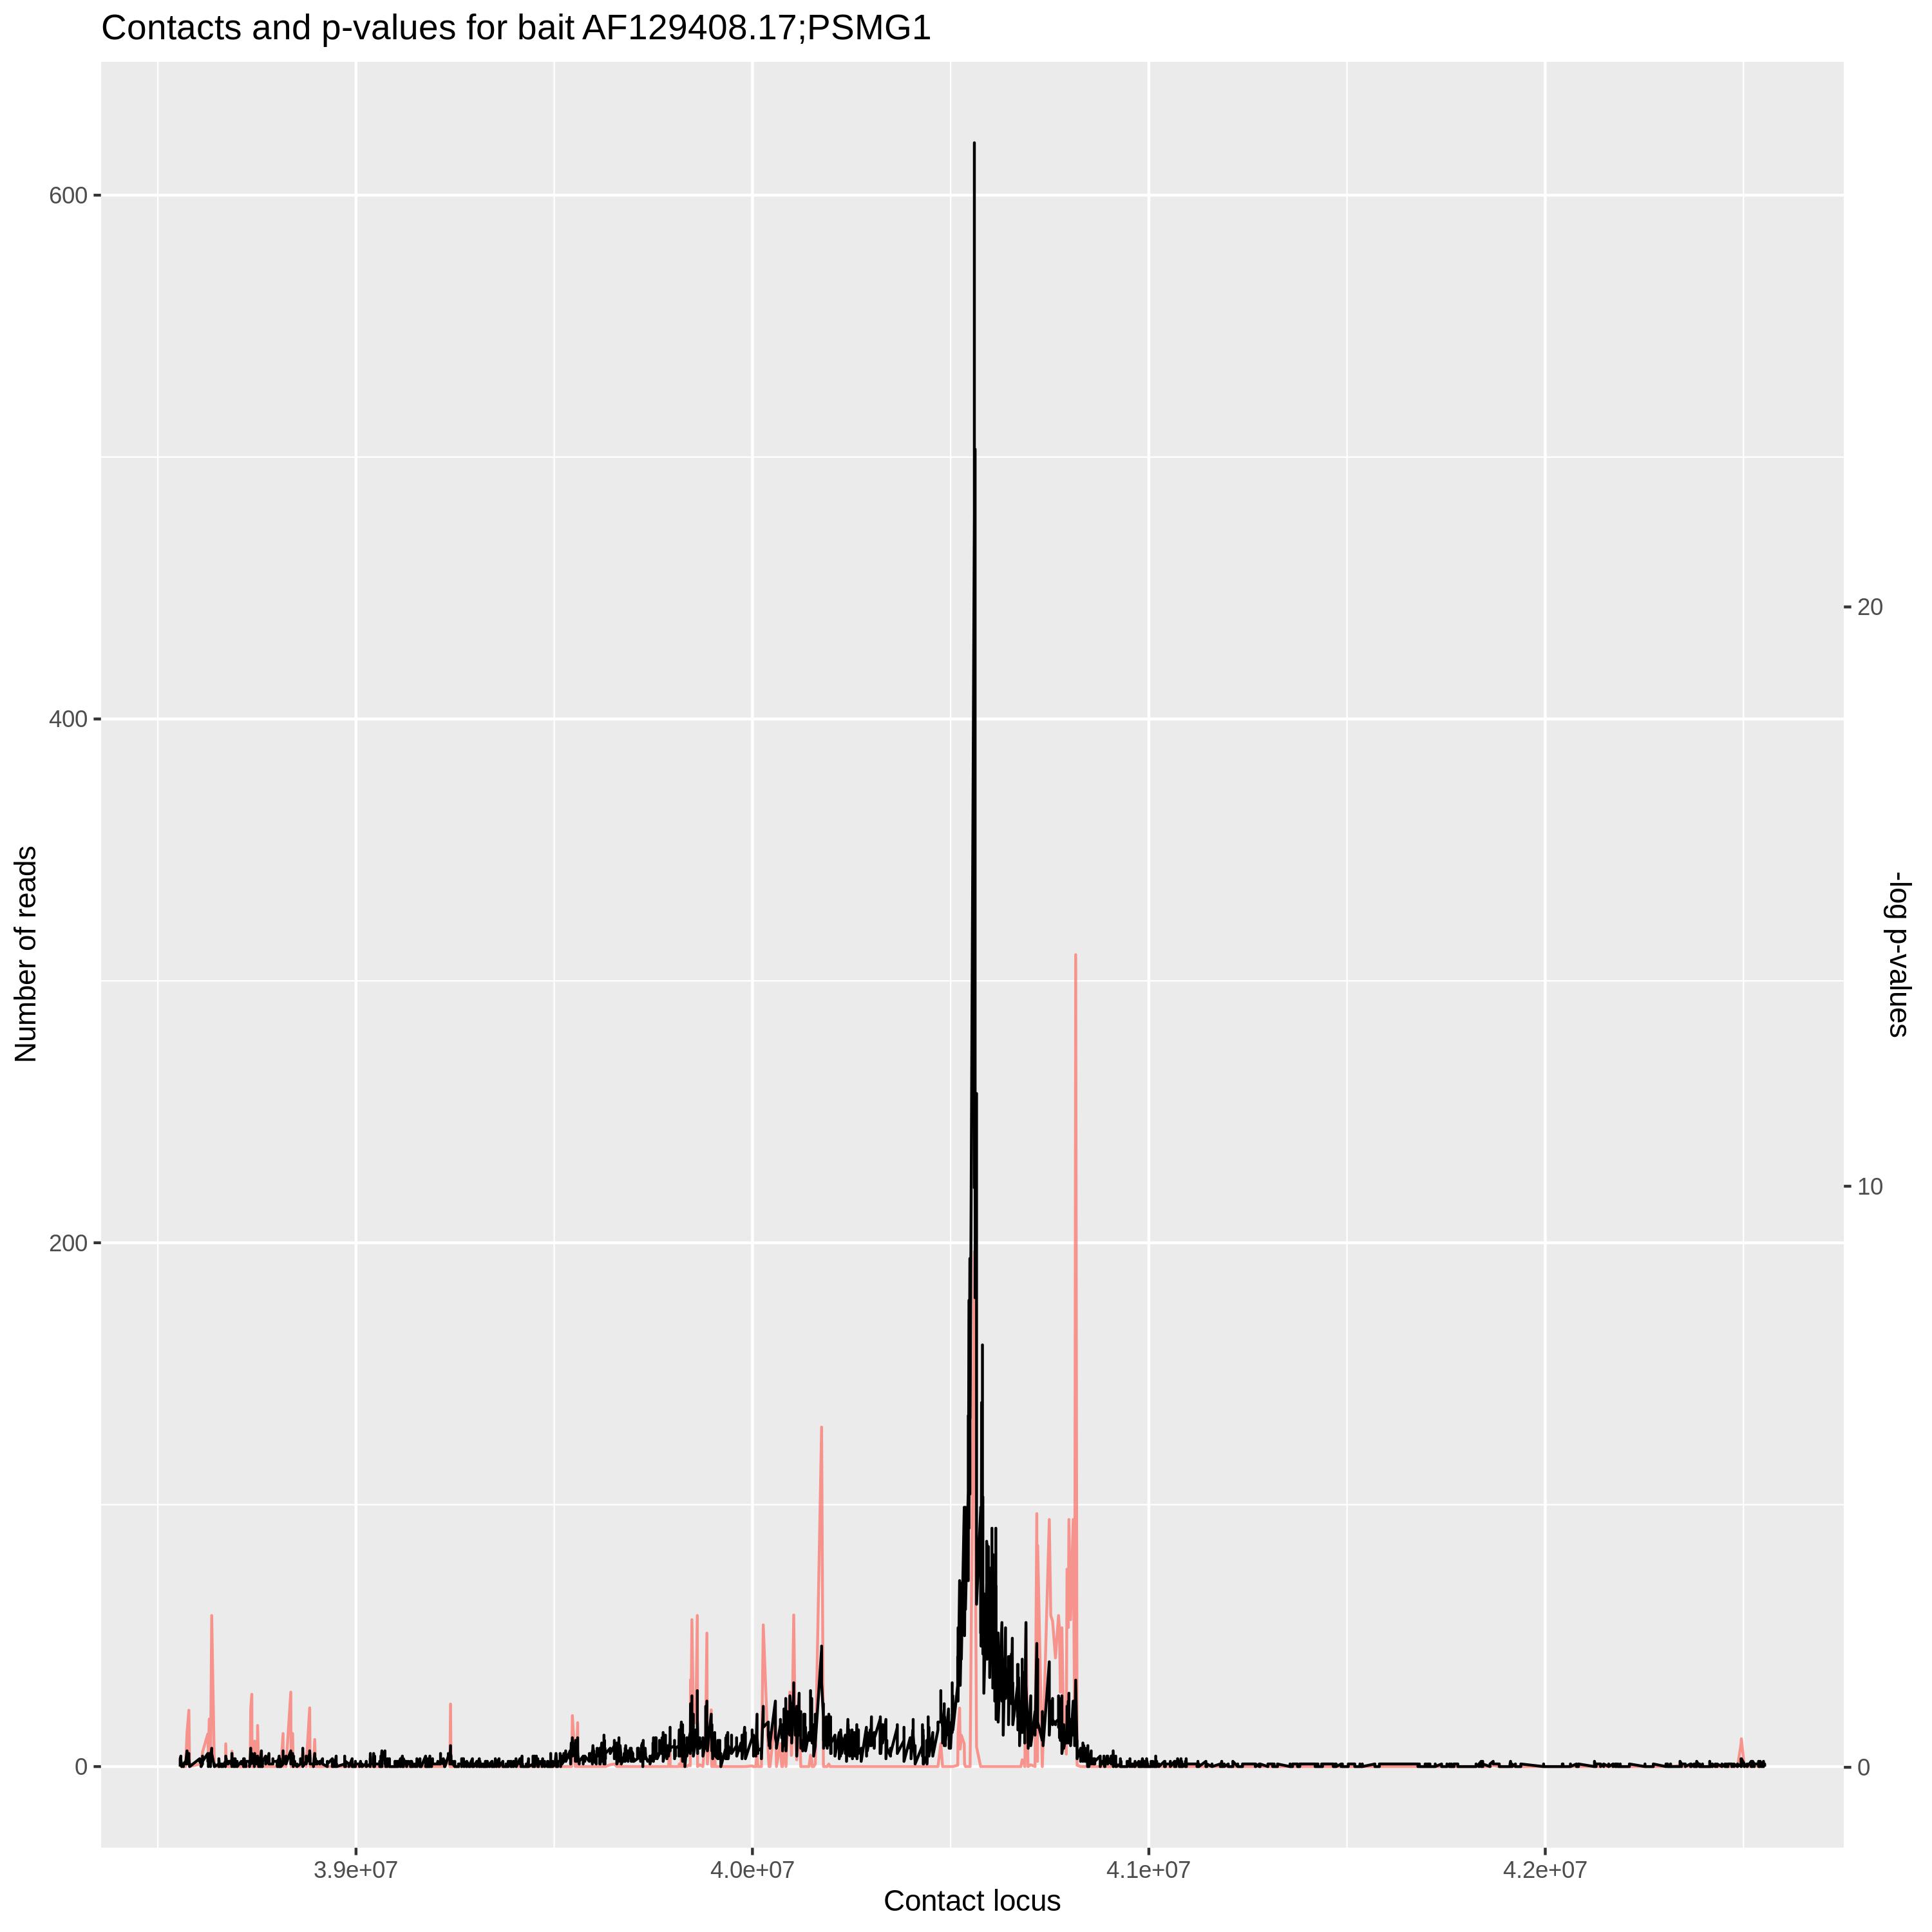 Contacts and p-values for bait AF129408.17;PSMG1
600
400
200
0
Number of reads
20
10
0
-log p-values
3.9e+07
4.0e+07
4.1e+07
4.2e+07
Contact locus